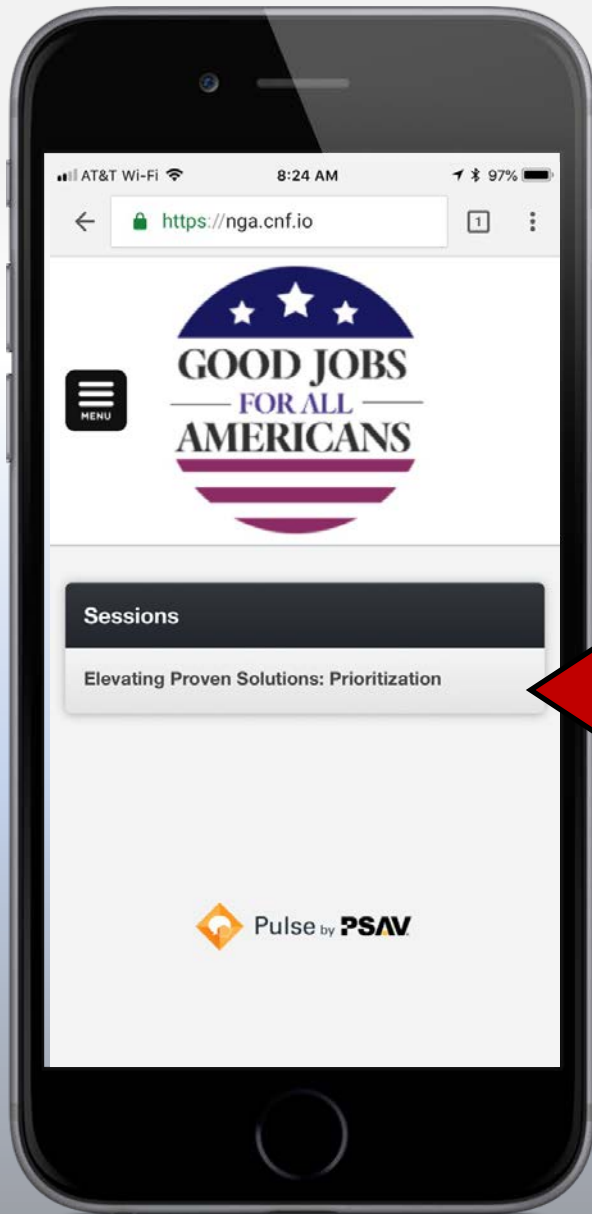 AT&T Wi-Fi 8:24 AM 97%
https://nga.cnf.io 1
GOOD JOBS
FOR ALL
AMERICANS
MENU
Sessions
Elevating Proven Solutions: Prioritization
Pulse by PSAV